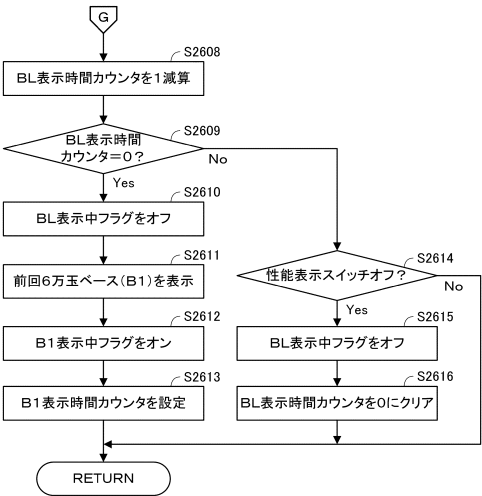 G
S2608
BL表示時間カウンタを1減算
S2609
BL表示時間
カウンタ=0?
No
Yes
S2610
BL表示中フラグをオフ
S2611
前回6万玉ベース(B1)を表示
S2612
B1表示中フラグをオン
S2613
B1表示時間カウンタを設定
S2614
性能表示スイッチオフ?
No
Yes
S2615
BL表示中フラグをオフ
S2616
BL表示時間カウンタを0にクリア
RETURN